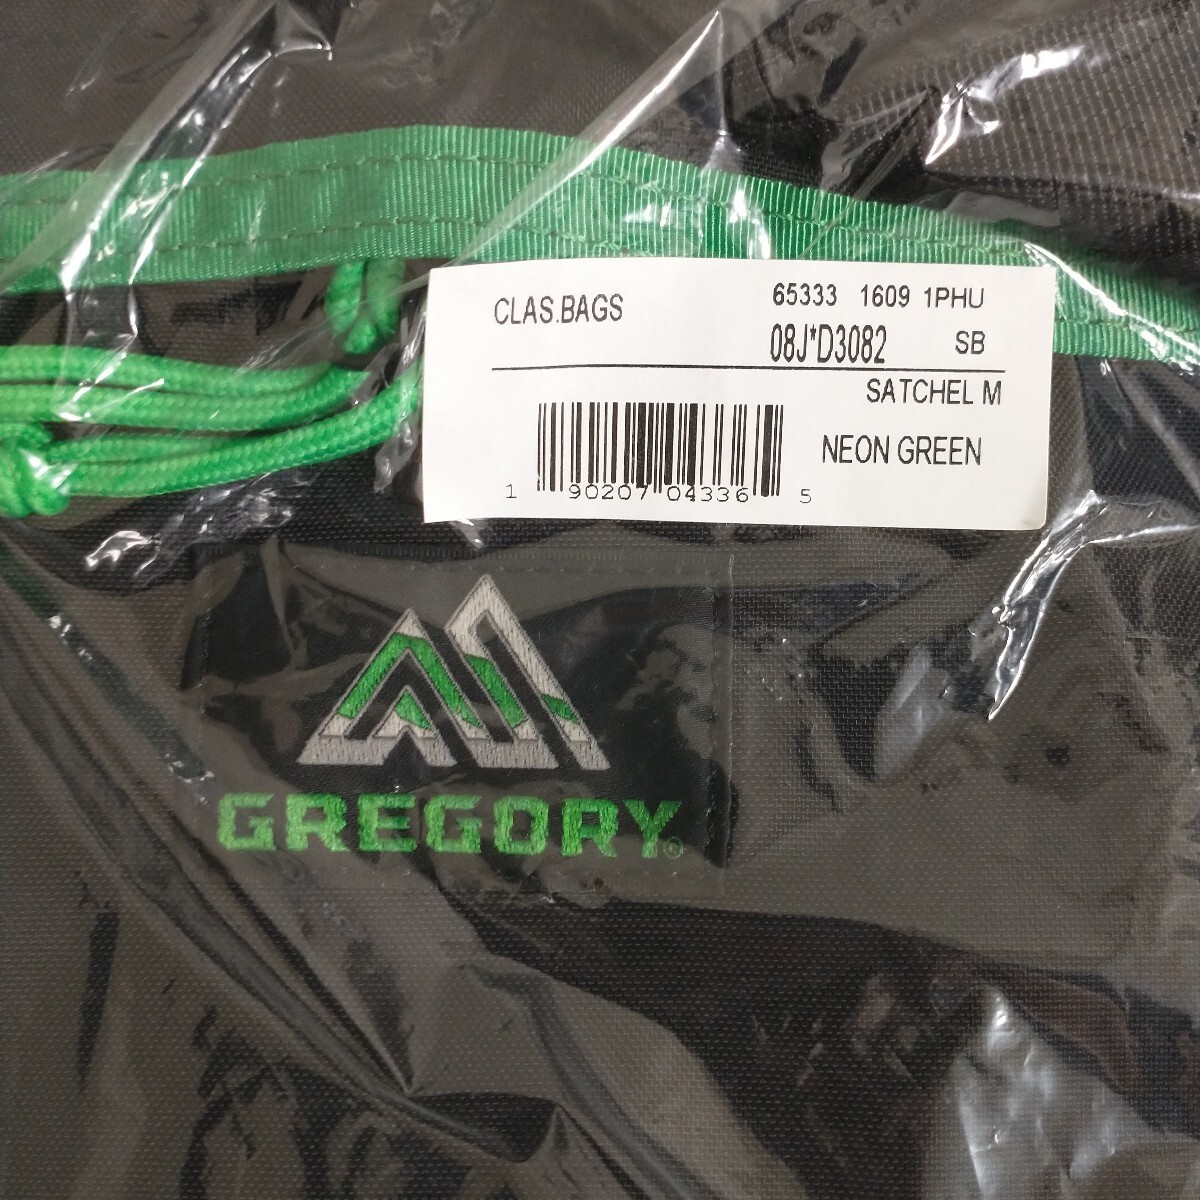 CLAS.BAGS 65333 1609 1PHU
08J*D3082 SB
SATCHEL M
NEON GREEN
1 90207 04336 5
GREGORY®